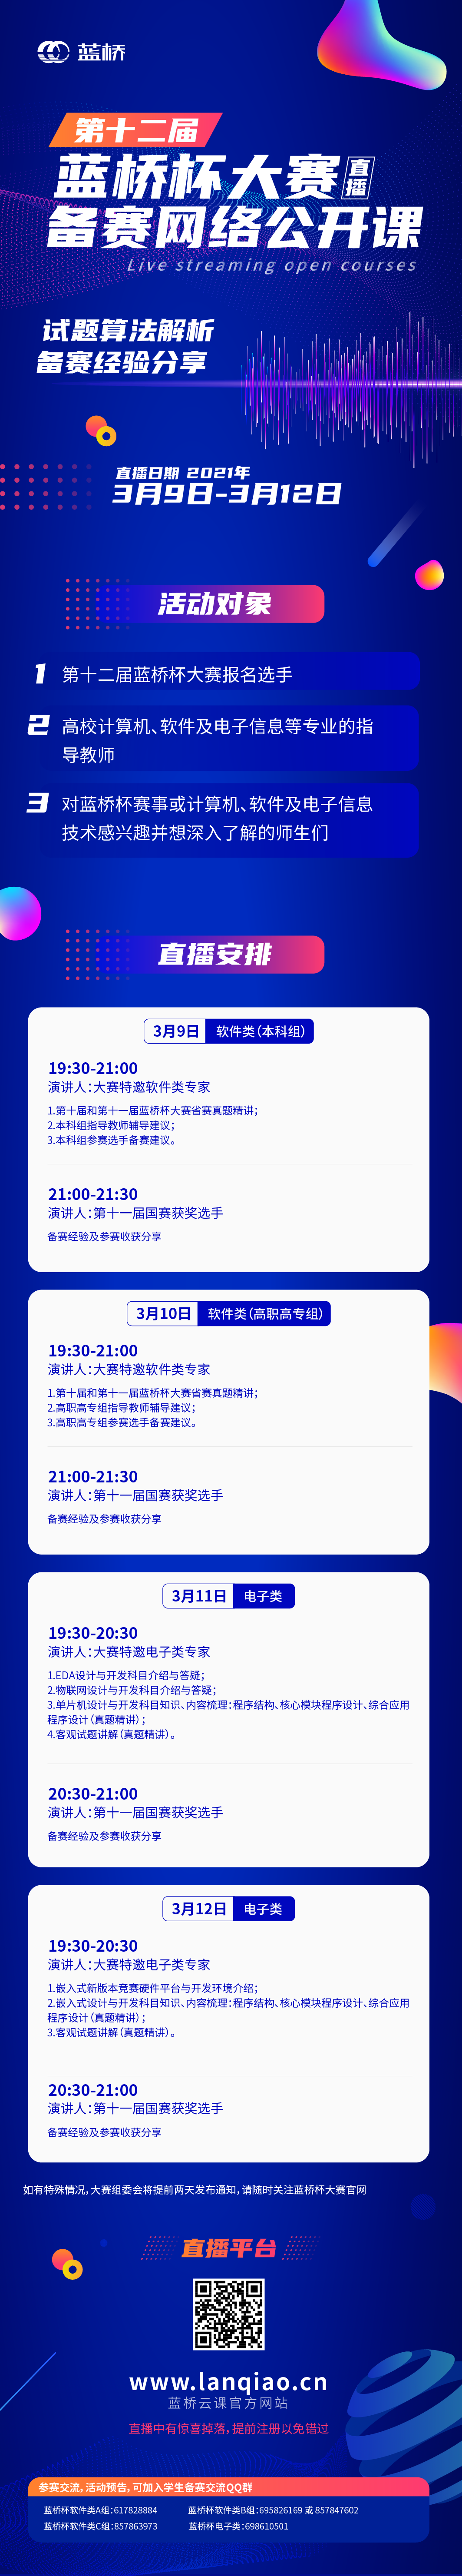 蓝桥
第十二届
蓝桥杯大赛 直播
备赛网络公开课
Live streaming open courses
试题算法解析
备赛经验分享
直播日期 2021年
3月9日-3月12日
活动对象
1 第十二届蓝桥杯大赛报名选手
2 高校计算机、软件及电子信息等专业的指
导教师
3 对蓝桥杯赛事或计算机、软件及电子信息
技术感兴趣并想深入了解的师生们
直播安排
3月9日 软件类(本科组)
19:30-21:00
演讲人:大赛特邀软件类专家
1.第十届和第十一届蓝桥杯大赛省赛真题精讲;
2.本科组指导教师辅导建议;
3.本科组参赛选手备赛建议。
21:00-21:30
演讲人:第十一届国赛获奖选手
备赛经验及参赛收获分享
3月10日 软件类(高职高专组)
19:30-21:00
演讲人:大赛特邀软件类专家
1.第十届和第十一届蓝桥杯大赛省赛真题精讲;
2.高职高专组指导教师辅导建议;
3.高职高专组参赛选手备赛建议。
21:00-21:30
演讲人:第十一届国赛获奖选手
备赛经验及参赛收获分享
3月11日 电子类
19:30-20:30
演讲人:大赛特邀电子类专家
1.EDA设计与开发科目介绍与答疑;
2.物联网设计与开发科目介绍与答疑;
3.单片机设计与开发科目知识、内容梳理:程序结构、核心模块程序设计、综合应用
程序设计(真题精讲);
4.客观试题讲解(真题精讲)。
20:30-21:00
演讲人:第十一届国赛获奖选手
备赛经验及参赛收获分享
3月12日 电子类
19:30-20:30
演讲人:大赛特邀电子类专家
1.嵌入式新版本竞赛硬件平台与开发环境介绍;
2.嵌入式设计与开发科目知识、内容梳理:程序结构、核心模块程序设计、综合应用
程序设计(真题精讲);
3.客观试题讲解(真题精讲)。
20:30-21:00
演讲人:第十一届国赛获奖选手
备赛经验及参赛收获分享
如有特殊情况,大赛组委会将提前两天发布通知,请随时关注蓝桥杯大赛官网
直播平台
www.lanqiao.cn
蓝桥云课官方网站
直播中有惊喜掉落,提前注册以免错过
参赛交流,活动预告,可加入学生备赛交流QQ群
蓝桥杯软件类A组:617828884 蓝桥杯软件类B组:695826169 或 857847602
蓝桥杯软件类C组:857863973 蓝桥杯电子类:698610501